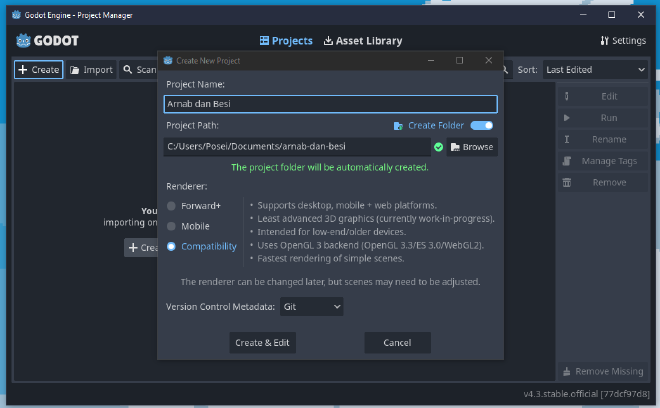 Godot Engine - Project Manager
GODOT
Projects
Asset Library
Settings
+ Create
Import
Scan
Sort:
Last Edited
Create New Project
Project Name:
Arnab dan Besi
Project Path:
Create Folder
C:/Users/Posei/Documents/arnab-dan-besi
Browse
The project folder will be automatically created.
Renderer:
Forward+
Mobile
Compatibility
• Supports desktop, mobile + web platforms.
• Least advanced 3D graphics (currently work-in-progress).
• Intended for low-end/older devices.
• Uses OpenGL 3 backend (OpenGL 3.3/ES 3.0/WebGL2).
• Fastest rendering of simple scenes.
The renderer can be changed later, but scenes may need to be adjusted.
Version Control Metadata:
Git
Create & Edit
Cancel
You
importing on
+ Crea
Edit
Run
Rename
Manage Tags
Remove
Remove Missing
v4.3.stable.official [77dcf97d8]